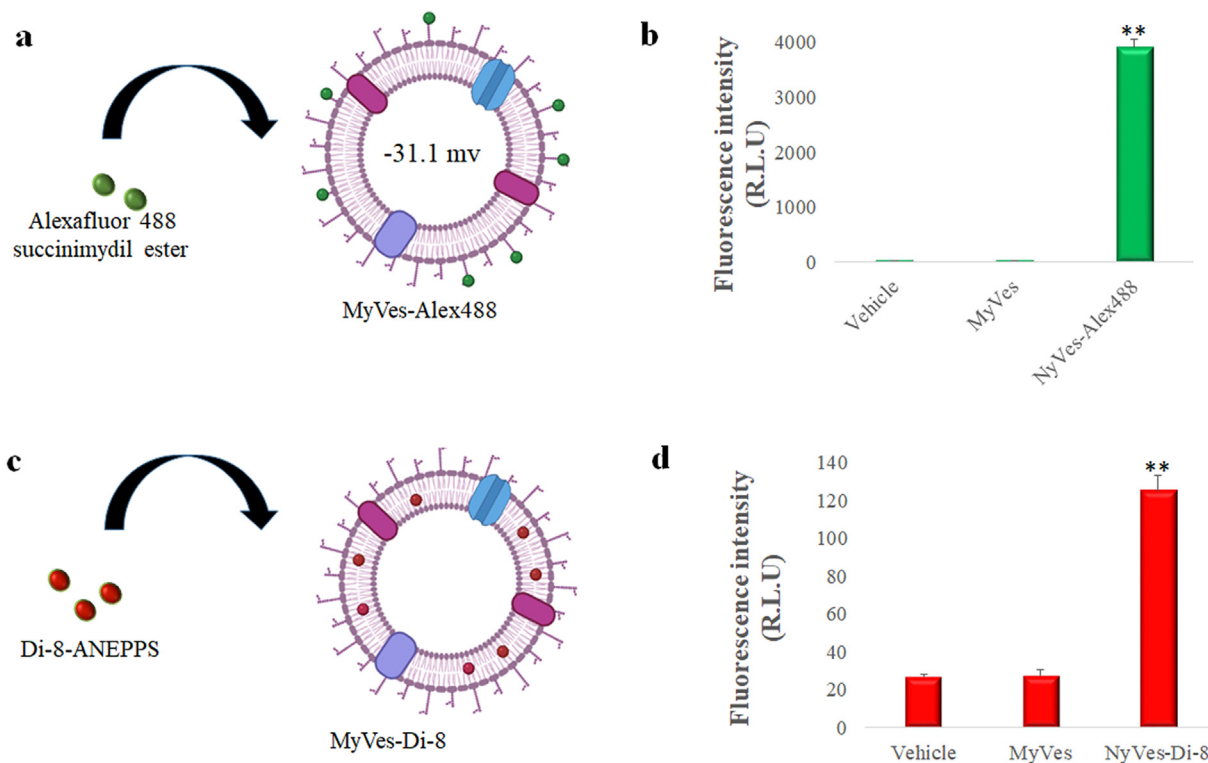 a
-31.1 mv
Alexafluor 488
succinimydil ester
MyVes-Alex488
b
Fluorescence intensity
(R.L.U)
4000
3000
2000
1000
0
**
Vehicle
MyVes
NyVes-Alex488
c
Di-8-ANEPPS
MyVes-Di-8
d
Fluorescence intensity
(R.L.U)
140
120
100
80
60
40
20
0
**
Vehicle
MyVes
NyVes-Di-8